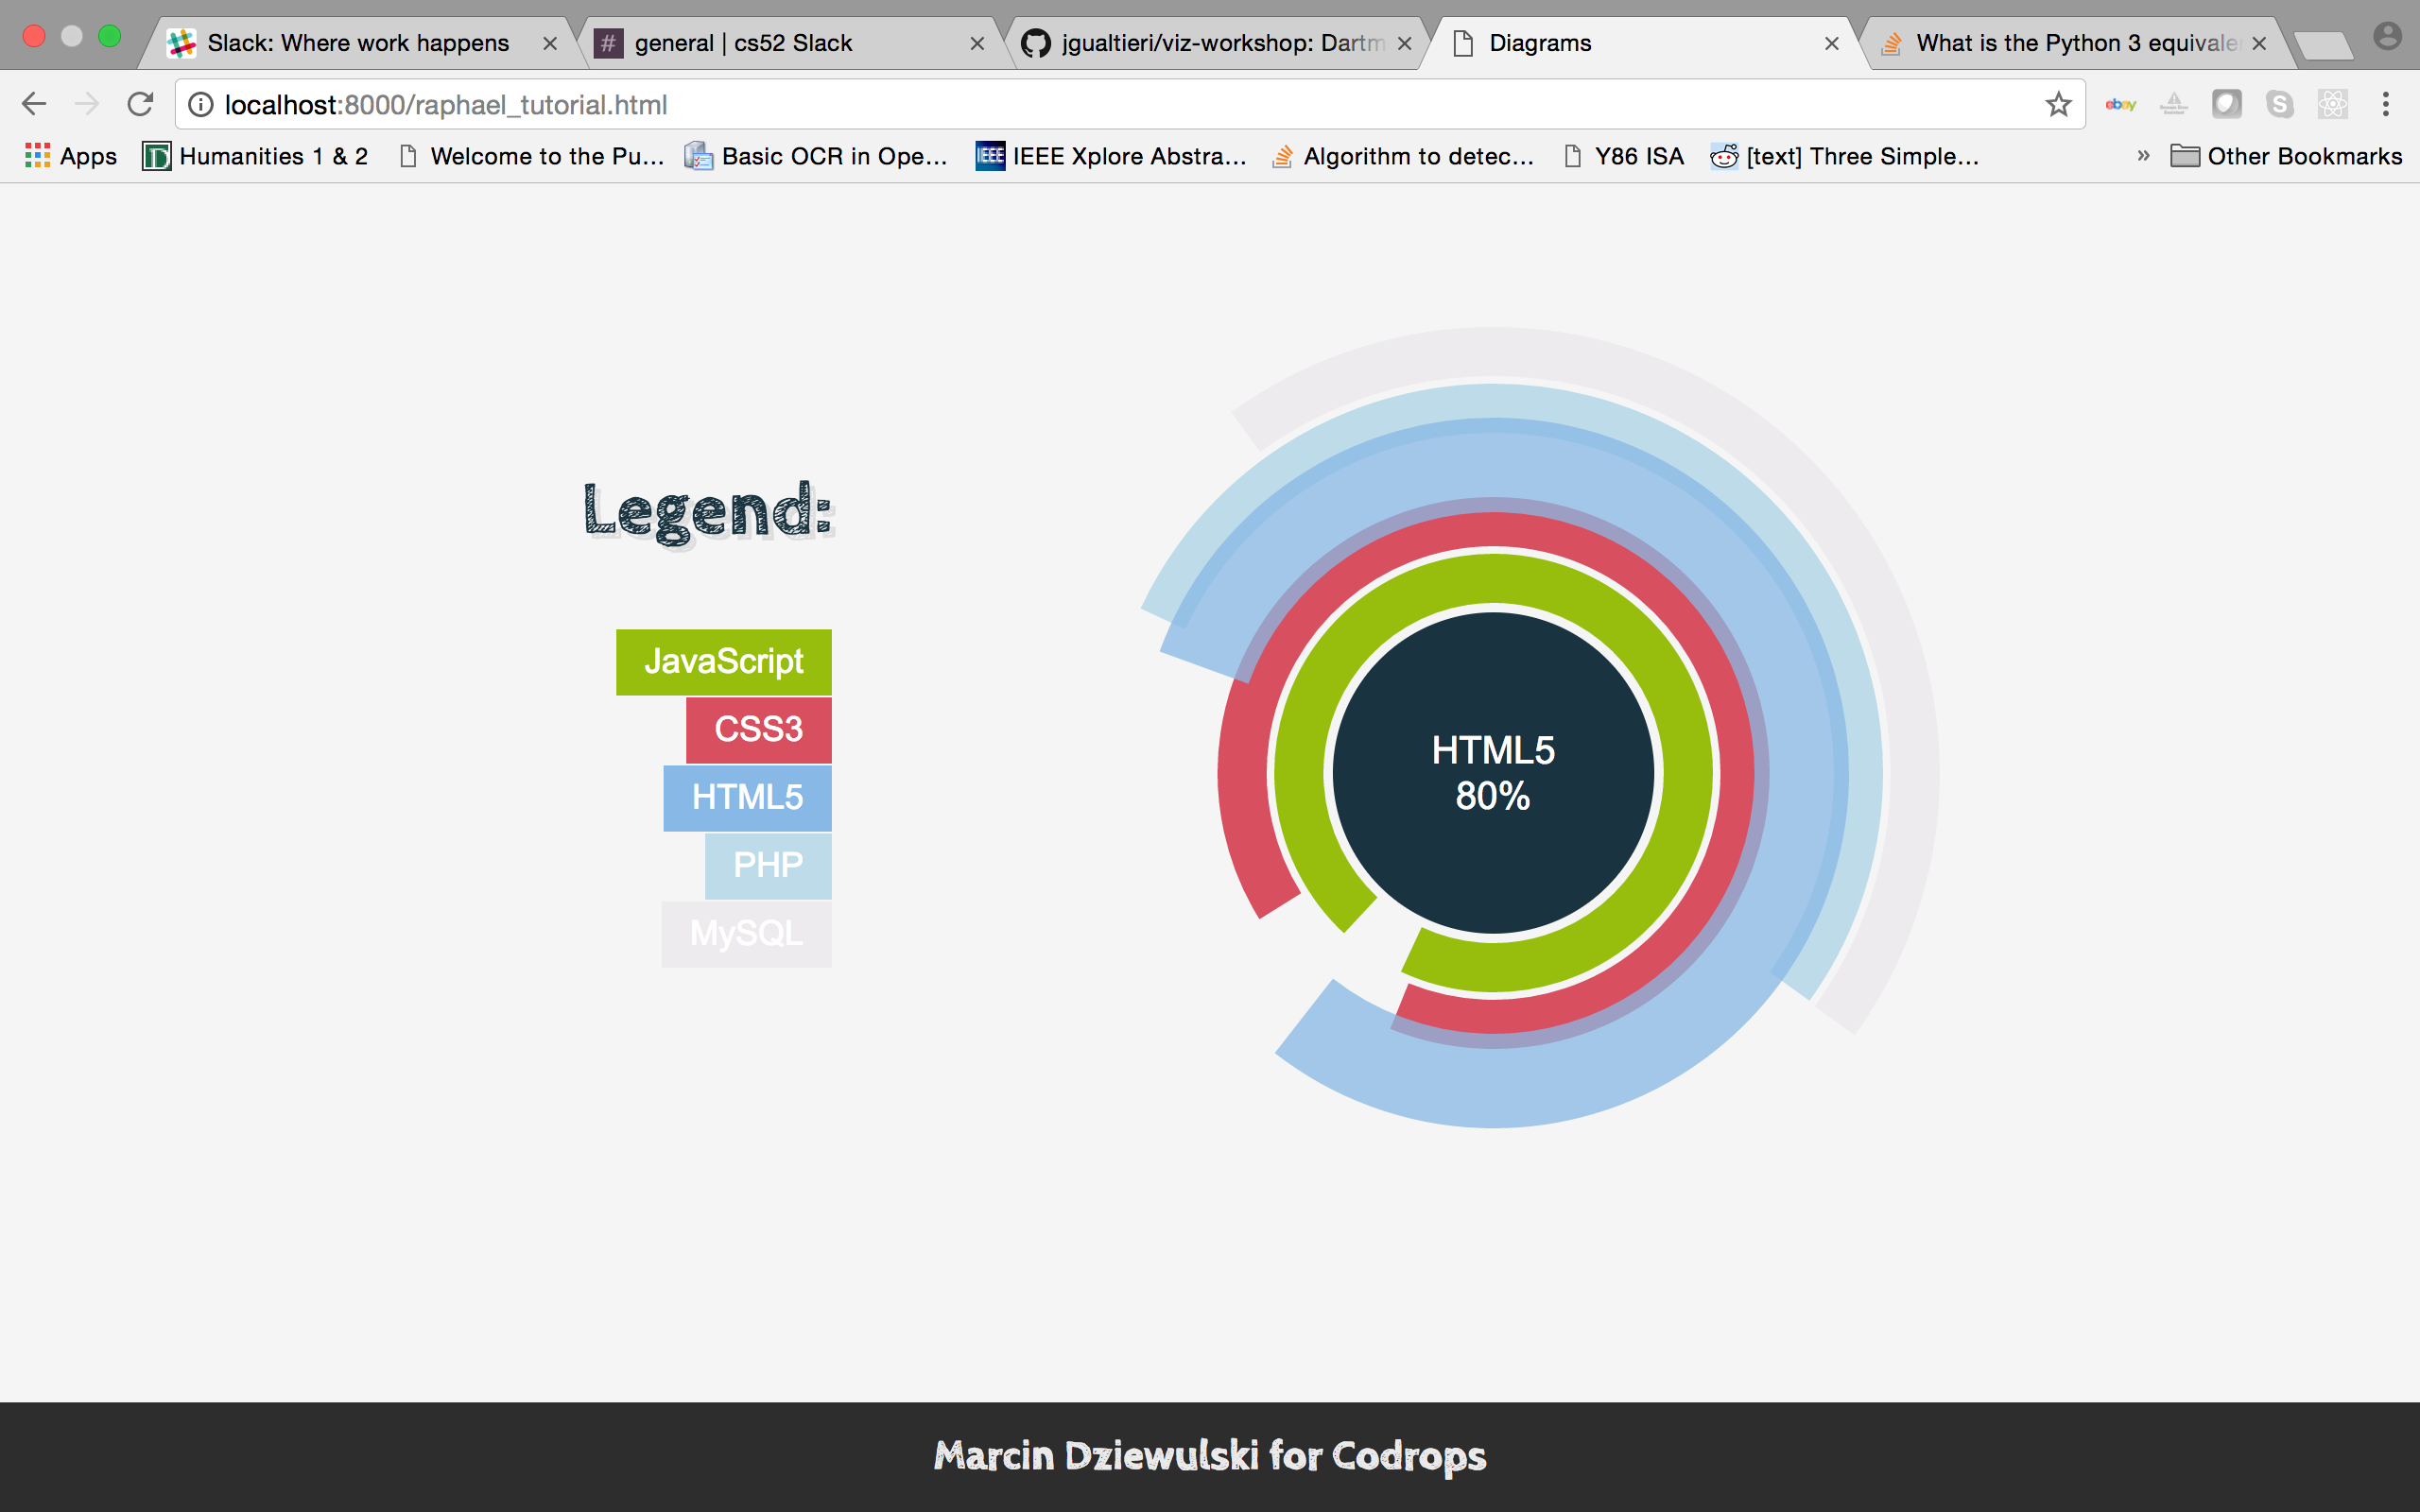 Slack: Where work happens
general | cs52 Slack
jgualtieri/viz-workshop: Dartm
Diagrams
What is the Python 3 equivale
localhost:8000/raphael_tutorial.html
ebay
Apps
Humanities 1 & 2
Welcome to the Pu...
Basic OCR in Ope...
IEEE
IEEE Xplore Abstra...
Algorithm to detec...
Y86 ISA
[text] Three Simple...
»
Other Bookmarks
Legend:
JavaScript
CSS3
HTML5
PHP
MySQL
HTML5
80%
Marcin Dziewulski for Codrops